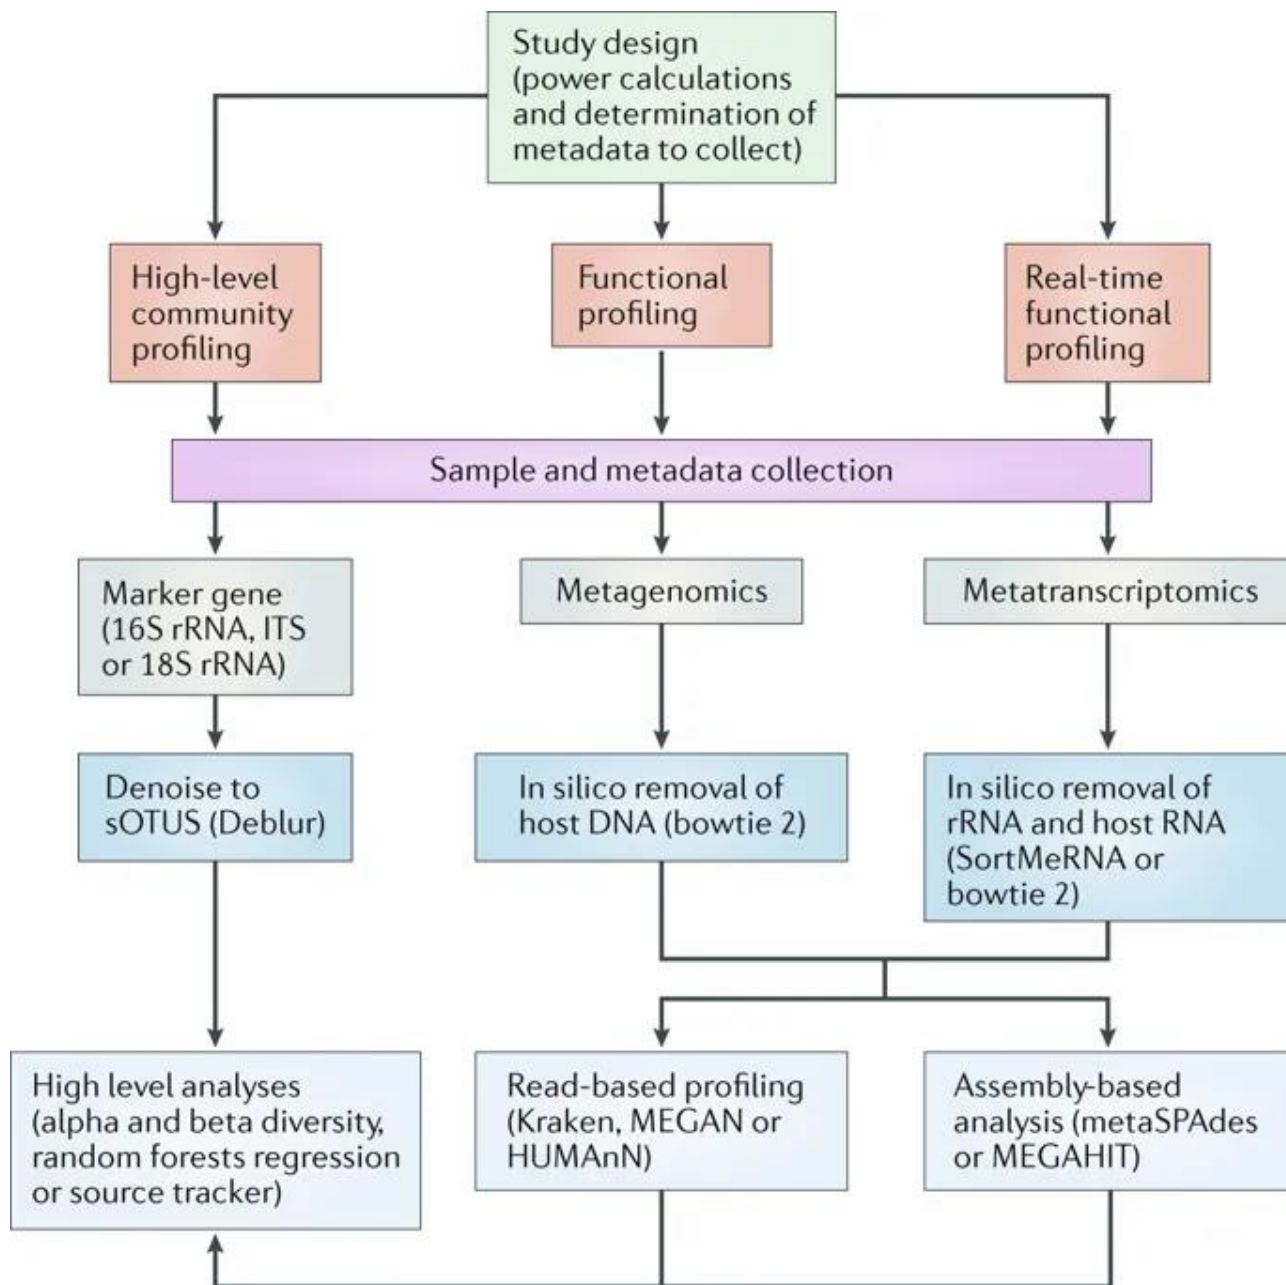 Study design
(power calculations
and determination of
metadata to collect)
High-level
community
profiling
Functional
profiling
Real-time
functional
profiling
Sample and metadata collection
Marker gene
(16S rRNA, ITS
or 18S rRNA)
Metagenomics
Metatranscriptomics
Denoise to
sOTUS (Deblur)
In silico removal of
host DNA (bowtie 2)
In silico removal of
rRNA and host RNA
(SortMeRNA or
bowtie 2)
High level analyses
(alpha and beta diversity,
random forests regression
or source tracker)
Read-based profiling
(Kraken, MEGAN or
HUMAnN)
Assembly-based
analysis (metaSPAdes
or MEGAHIT)